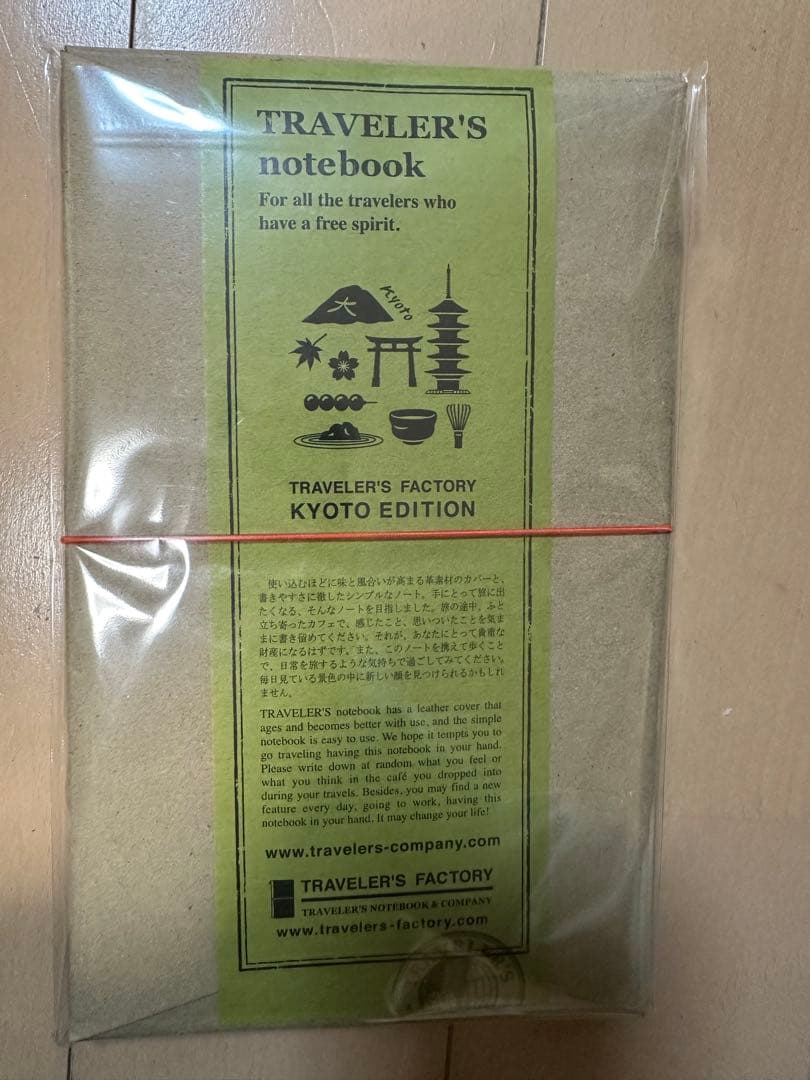 TRAVELER'S
notebook
For all the travelers who
have a free spirit.
Kyoto
大
TRAVELER'S FACTORY
KYOTO EDITION
使い込むほどに味と風合いが高まる革素材のカバーと、
書きやすさに徹したシンプルなノート。手にとって旅に出
たくなる、そんなノートを目指しました。旅の途中、ふと
立ち寄ったカフェで、感じたこと、思いついたことを気ま
まに書き留めてください。それが、あなたにとって貴重な
財産になるはずです。また、このノートを携えて歩くこと
で、日常を旅するような気持ちで過ごしてみてください。
毎日見ている景色の中に新しい顔を見つけられるかもしれ
ません。
TRAVELER'S notebook has a leather cover that
ages and becomes better with use, and the simple
notebook is easy to use. We hope it tempts you to
go traveling having this notebook in your hand.
Please write down at random what you feel or
what you think in the café you dropped into
during your travels. Besides, you may find a new
feature every day, going to work, having this
notebook in your hand. It may change your life!
www.travelers-company.com
TRAVELER'S FACTORY
TRAVELER'S NOTEBOOK & COMPANY
www.travelers-factory.com